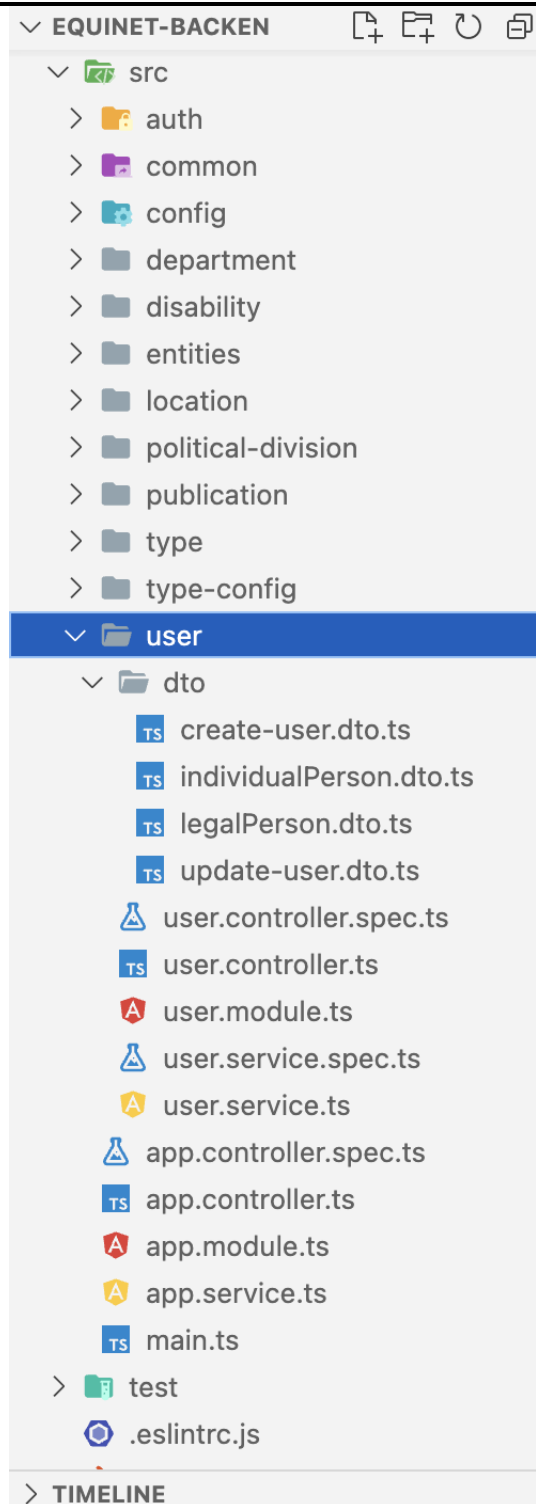 EQUINET-BACKEN
src
auth
common
config
department
disability
entities
location
political-division
publication
type
type-config
user
dto
TS create-user.dto.ts
TS individualPerson.dto.ts
TS legalPerson.dto.ts
TS update-user.dto.ts
user.controller.spec.ts
TS user.controller.ts
user.module.ts
user.service.spec.ts
user.service.ts
app.controller.spec.ts
TS app.controller.ts
app.module.ts
app.service.ts
TS main.ts
test
.eslintrc.js
TIMELINE